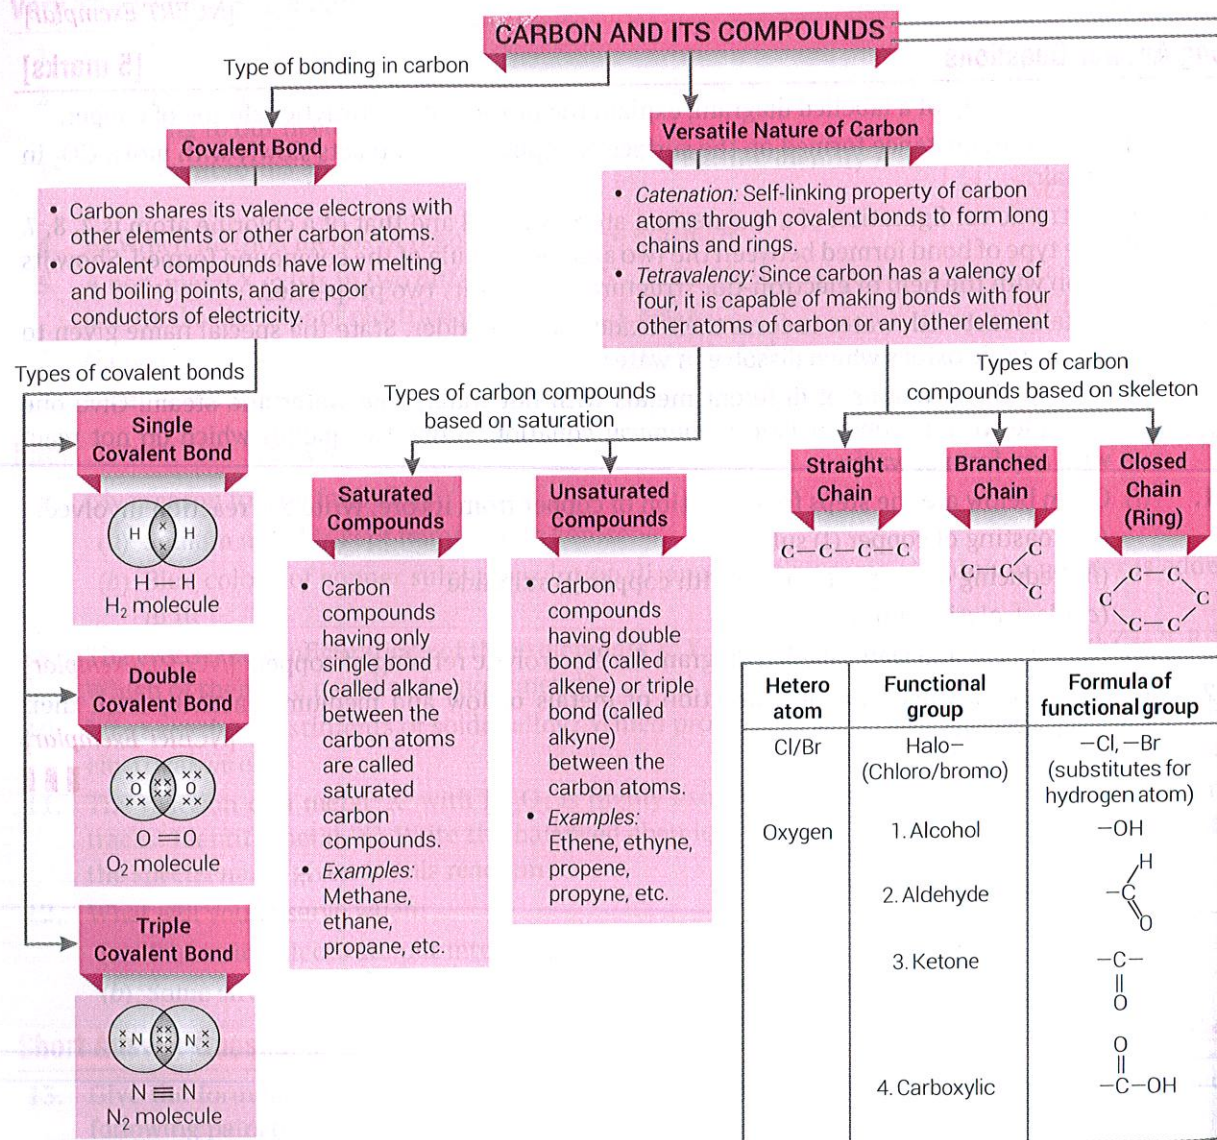 CARBON AND ITS COMPOUNDS
Type of bonding in carbon
Covalent Bond
• Carbon shares its valence electrons with
other elements or other carbon atoms.
• Covalent compounds have low melting
and boiling points, and are poor
conductors of electricity.
Types of covalent bonds
Single
Covalent Bond
H × × H
H — H
H₂ molecule
Double
Covalent Bond
×× O ×× ×× ×× ×× O ××
O = O
O₂ molecule
Triple
Covalent Bond
×× N ×× ×× ×× N ××
N ≡ N
N₂ molecule
Versatile Nature of Carbon
• Catenation: Self-linking property of carbon
atoms through covalent bonds to form long
chains and rings.
• Tetravalency: Since carbon has a valency of
four, it is capable of making bonds with four
other atoms of carbon or any other element
Types of carbon compounds
based on saturation
Saturated
Compounds
• Carbon
compounds
having only
single bond
(called alkane)
between the
carbon atoms
are called
saturated
carbon
compounds.
• Examples:
Methane,
ethane,
propane, etc.
Unsaturated
Compounds
• Carbon
compounds
having double
bond (called
alkene) or triple
bond (called
alkyne)
between the
carbon atoms.
• Examples:
Ethene, ethyne,
propene,
propyne, etc.
Types of carbon
compounds based on skeleton
Straight
Chain
C—C—C—C
Branched
Chain
C
C—C
C
Closed
Chain
(Ring)
C—C
C C
C—C
Hetero
atom
Functional
group
Formula of
functional group
Cl/Br
Halo–
(Chloro/bromo)
—Cl, —Br
(substitutes for
hydrogen atom)
Oxygen
1. Alcohol
—OH
2. Aldehyde
H
–C
O
3. Ketone
–C–
||
O
4. Carboxylic
O
||
–C–OH